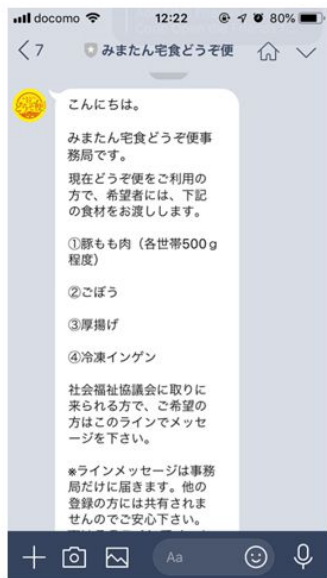 docomo 12:22 80%
7 みまたん宅食どうぞ便
こんにちは。
みまたん宅食どうぞ便事
務局です。
現在どうぞ便をご利用の
方で、希望者には、下記
の食材をお渡しします。
①豚もも肉（各世帯500g
程度）
②ごぼう
③厚揚げ
④冷凍インゲン
社会福祉協議会に取りに
来られる方で、ご希望の
方はこのラインでメッセ
ージを下さい。
※ラインメッセージは事務
局だけに届きます。他の
登録の方には共有されま
せんのでご安心下さい。
Aa